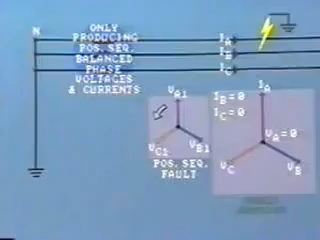 N
ONLY
PRODUCING
POS. SEQ.
BALANCED
PHASE
VOLTAGES
& CURRENTS
IA
IB
IC
VA1
VC1
VB1
POS. SEQ.
FAULT
IB=0
IC=0
IA
VA=0
VC
VB